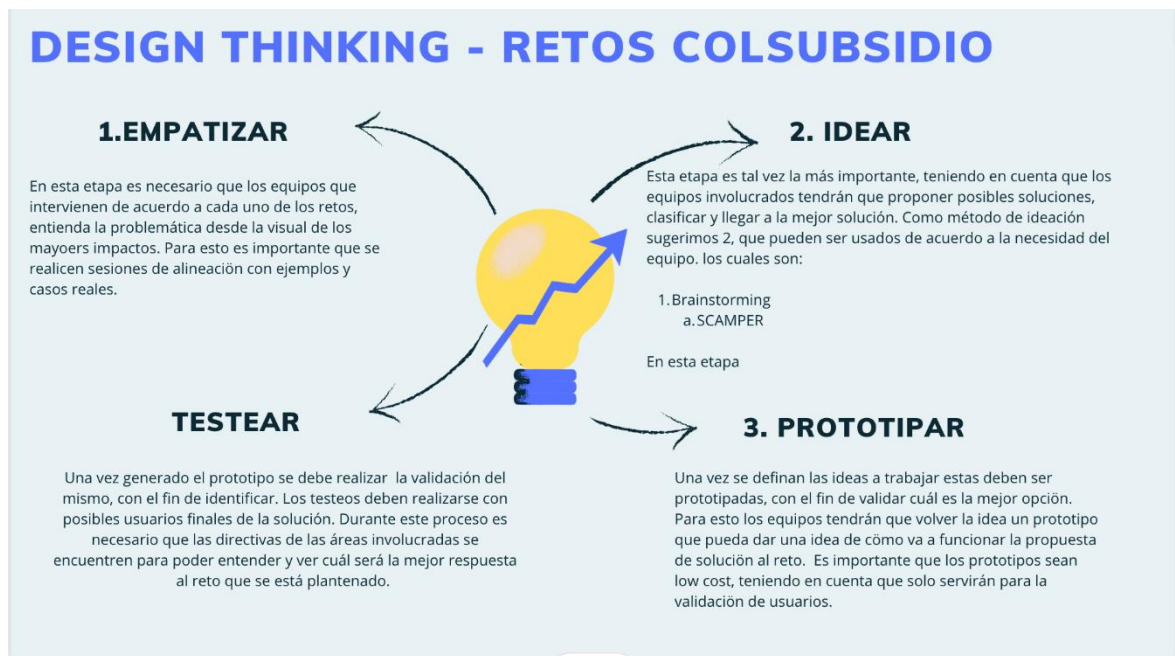 DESIGN THINKING - RETOS COLSUBSIDIO
1.EMPATIZAR
En esta etapa es necesario que los equipos que
intervienen de acuerdo a cada uno de los retos,
entienda la problemática desde la visual de los
mayoers impactos. Para esto es importante que se
realicen sesiones de alineaciön con ejemplos y
casos reales.
2. IDEAR
Esta etapa es tal vez la más importante, teniendo en cuenta que los
equipos involucrados tendrán que proponer posibles soluciones,
clasificar y llegar a la mejor solución. Como método de ideación
sugerimos 2, que pueden ser usados de acuerdo a la necesidad del
equipo. los cuales son:
1.Brainstorming
a.SCAMPER
En esta etapa
TESTEAR
Una vez generado el prototipo se debe realizar la validación del
mismo, con el fin de identificar. Los testeos deben realizarse con
posibles usuarios finales de la solución. Durante este proceso es
necesario que las directivas de las áreas involucradas se
encuentren para poder entender y ver cuál será la mejor respuesta
al reto que se está plantenado.
3. PROTOTIPAR
Una vez se definan las ideas a trabajar estas deben ser
prototipadas, con el fin de validar cuál es la mejor opciön.
Para esto los equipos tendrán que volver la idea un prototipo
que pueda dar una idea de cömo va a funcionar la propuesta
de soluciön al reto. Es importante que los prototipos sean
low cost, teniendo en cuenta que solo servirán para la
validaciön de usuarios.